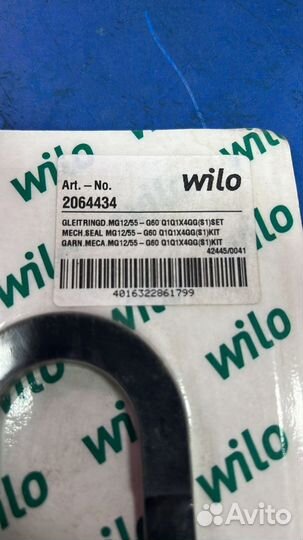 wilo
Art.–No.
2064434
wilo
GLEITRINGD.MG12/55–G60 Q1Q1X4GG(S1)SET
MECH.SEAL MG12/55–G60 Q1Q1X4GG(S1)KIT
GARN.MECA.MG12/55–G60 Q1Q1X4GG(S1)KIT
42445/0041
4016322861799
wilo
wilo
wilo
wilo
Avito